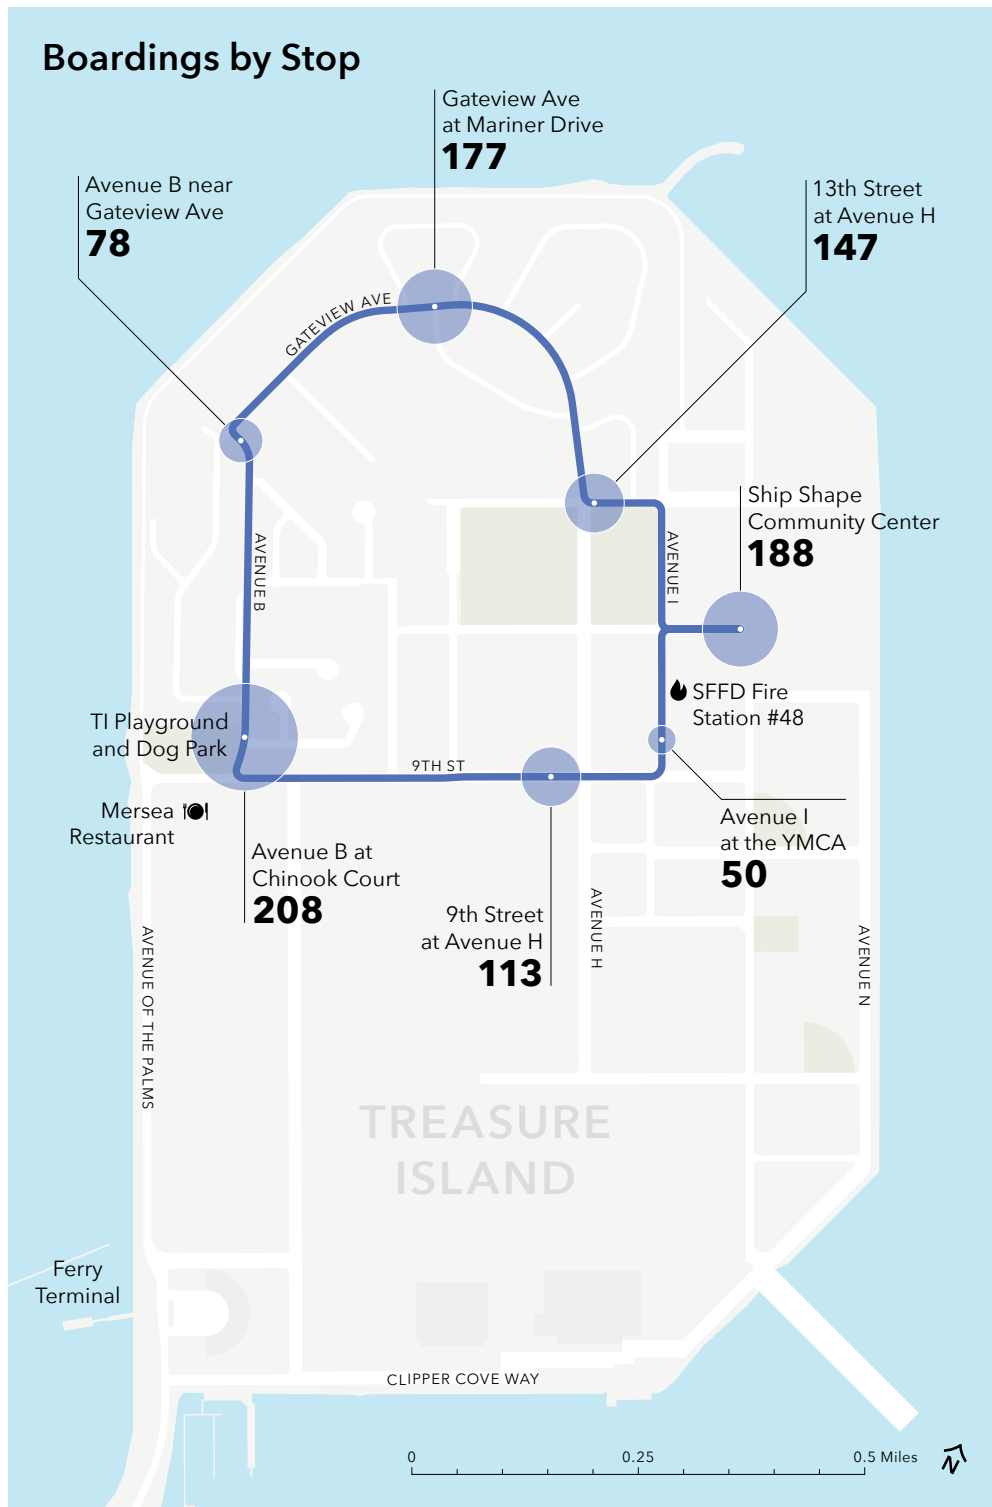 Boardings by Stop
Gateview Ave
at Mariner Drive
177
Avenue B near
Gateview Ave
78
13th Street
at Avenue H
147
GATEVIEW AVE
Ship Shape
Community Center
188
AVENUE B
AVENUE I
SFFD Fire
Station #48
TI Playground
and Dog Park
9TH ST
Mersea
Restaurant
Avenue I
at the YMCA
50
Avenue B at
Chinook Court
208
9th Street
at Avenue H
113
AVENUE H
AVENUE OF THE PALMS
AVENUE N
TREASURE
ISLAND
Ferry
Terminal
CLIPPER COVE WAY
0
0.25
0.5 Miles
N